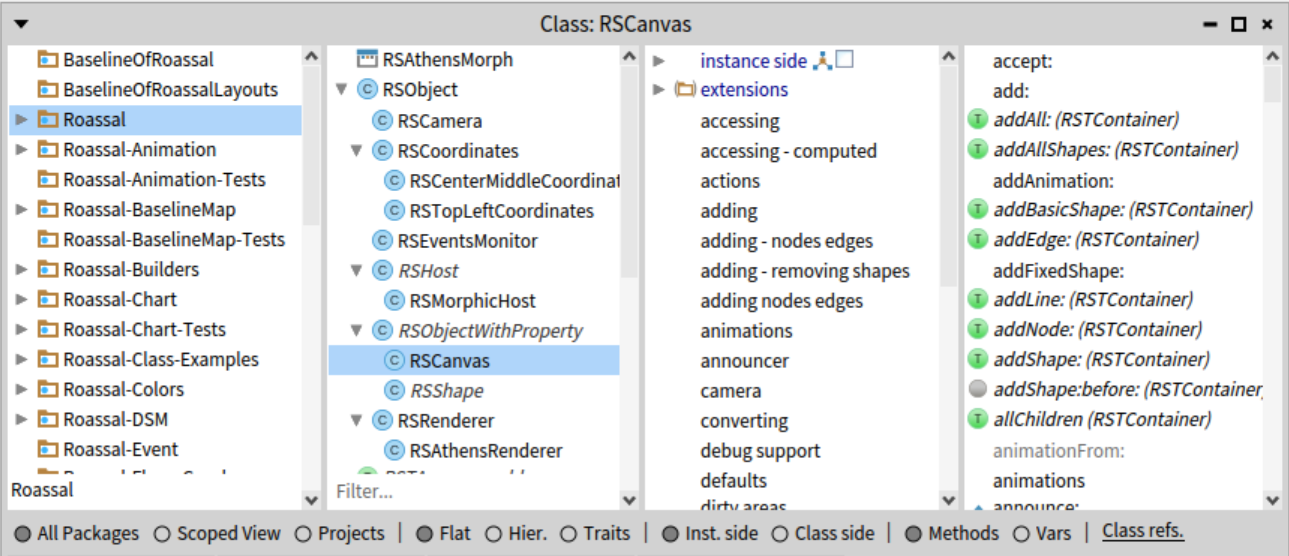 Class: RSCanvas
BaselineOfRoassal
BaselineOfRoassalLayouts
Roassal
Roassal-Animation
Roassal-Animation-Tests
Roassal-BaselineMap
Roassal-BaselineMap-Tests
Roassal-Builders
Roassal-Chart
Roassal-Chart-Tests
Roassal-Class-Examples
Roassal-Colors
Roassal-DSM
Roassal-Event
Roassal
RSAthensMorph
RSObject
RSCamera
RSCoordinates
RSCenterMiddleCoordinat
RSTopLeftCoordinates
RSEventsMonitor
RSHost
RSMorphicHost
RSObjectWithProperty
RSCanvas
RSShape
RSRenderer
RSAthensRenderer
Filter...
instance side
extensions
accessing
accessing - computed
actions
adding
adding - nodes edges
adding - removing shapes
adding nodes edges
animations
announcer
camera
converting
debug support
defaults
dirty areas
accept:
add:
addAll: (RSTContainer)
addAllShapes: (RSTContainer)
addAnimation:
addBasicShape: (RSTContainer)
addEdge: (RSTContainer)
addFixedShape:
addLine: (RSTContainer)
addNode: (RSTContainer)
addShape: (RSTContainer)
addShape:before: (RSTContainer
allChildren (RSTContainer)
animationFrom:
animations
announce:
All Packages Scoped View Projects | Flat Hier. Traits | Inst. side Class side | Methods Vars | Class refs.